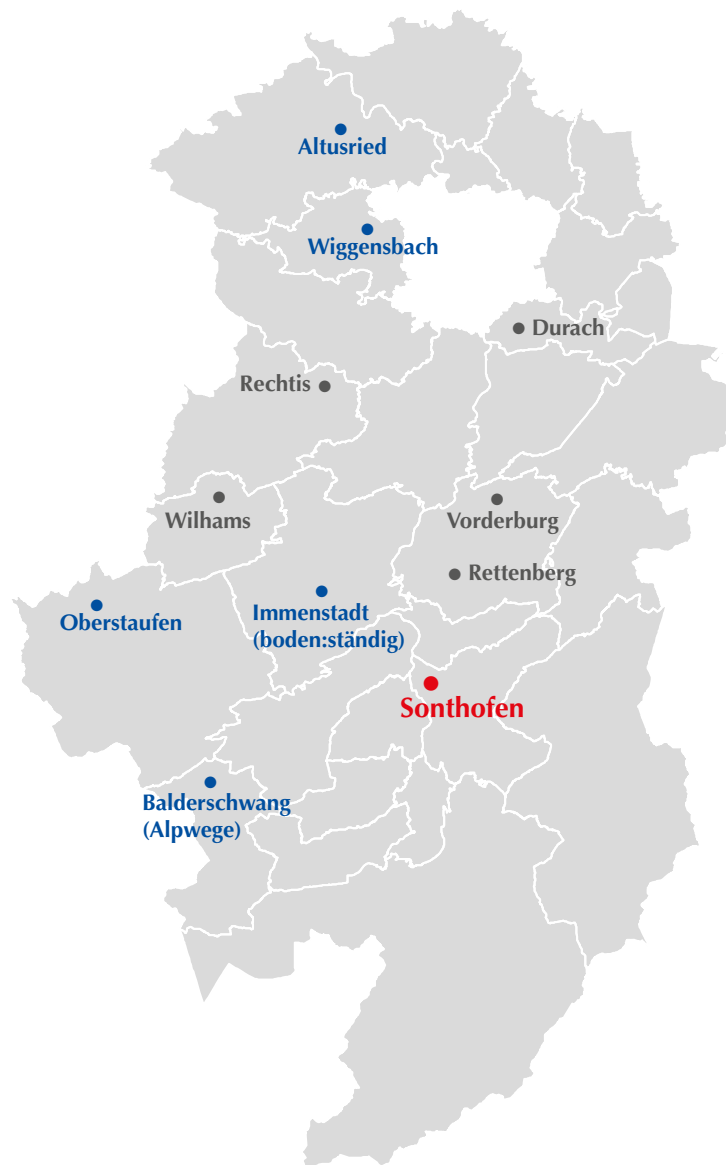 Altusried
Wiggensbach
Durach
Rechtis
Wilhams
Vorderburg
Rettenberg
Oberstaufen
Immenstadt
(boden:ständig)
Sonthofen
Balderschwang
(Alpwege)